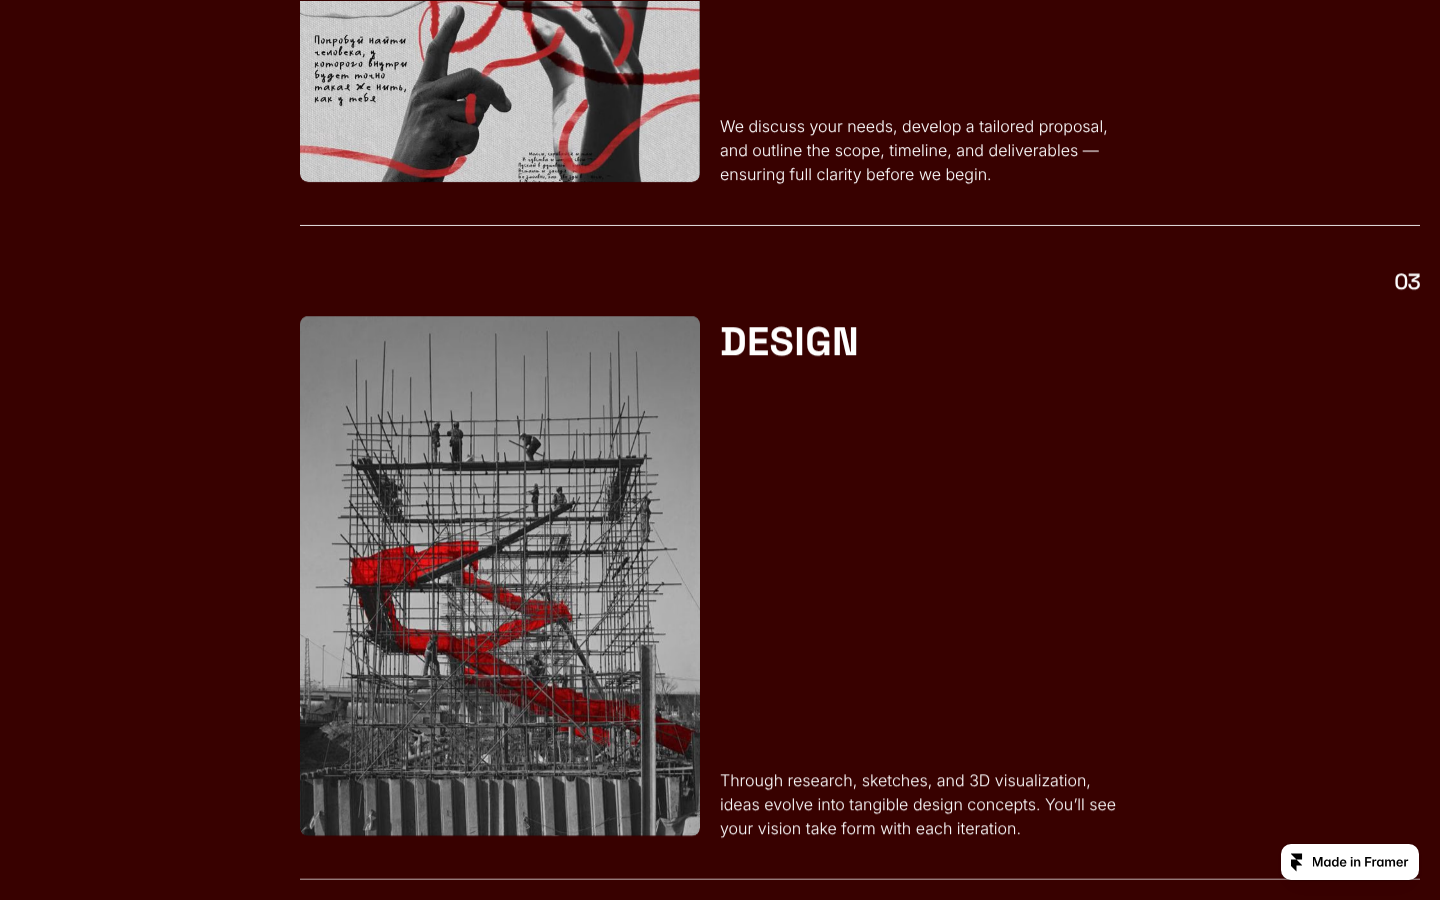 Попробуй найти
человека, у
которого внутри
будет точно
такая же нить,
как у тебя
We discuss your needs, develop a tailored proposal,
and outline the scope, timeline, and deliverables —
ensuring full clarity before we begin.
03
DESIGN
Through research, sketches, and 3D visualization,
ideas evolve into tangible design concepts. You’ll see
your vision take form with each iteration.
Made in Framer